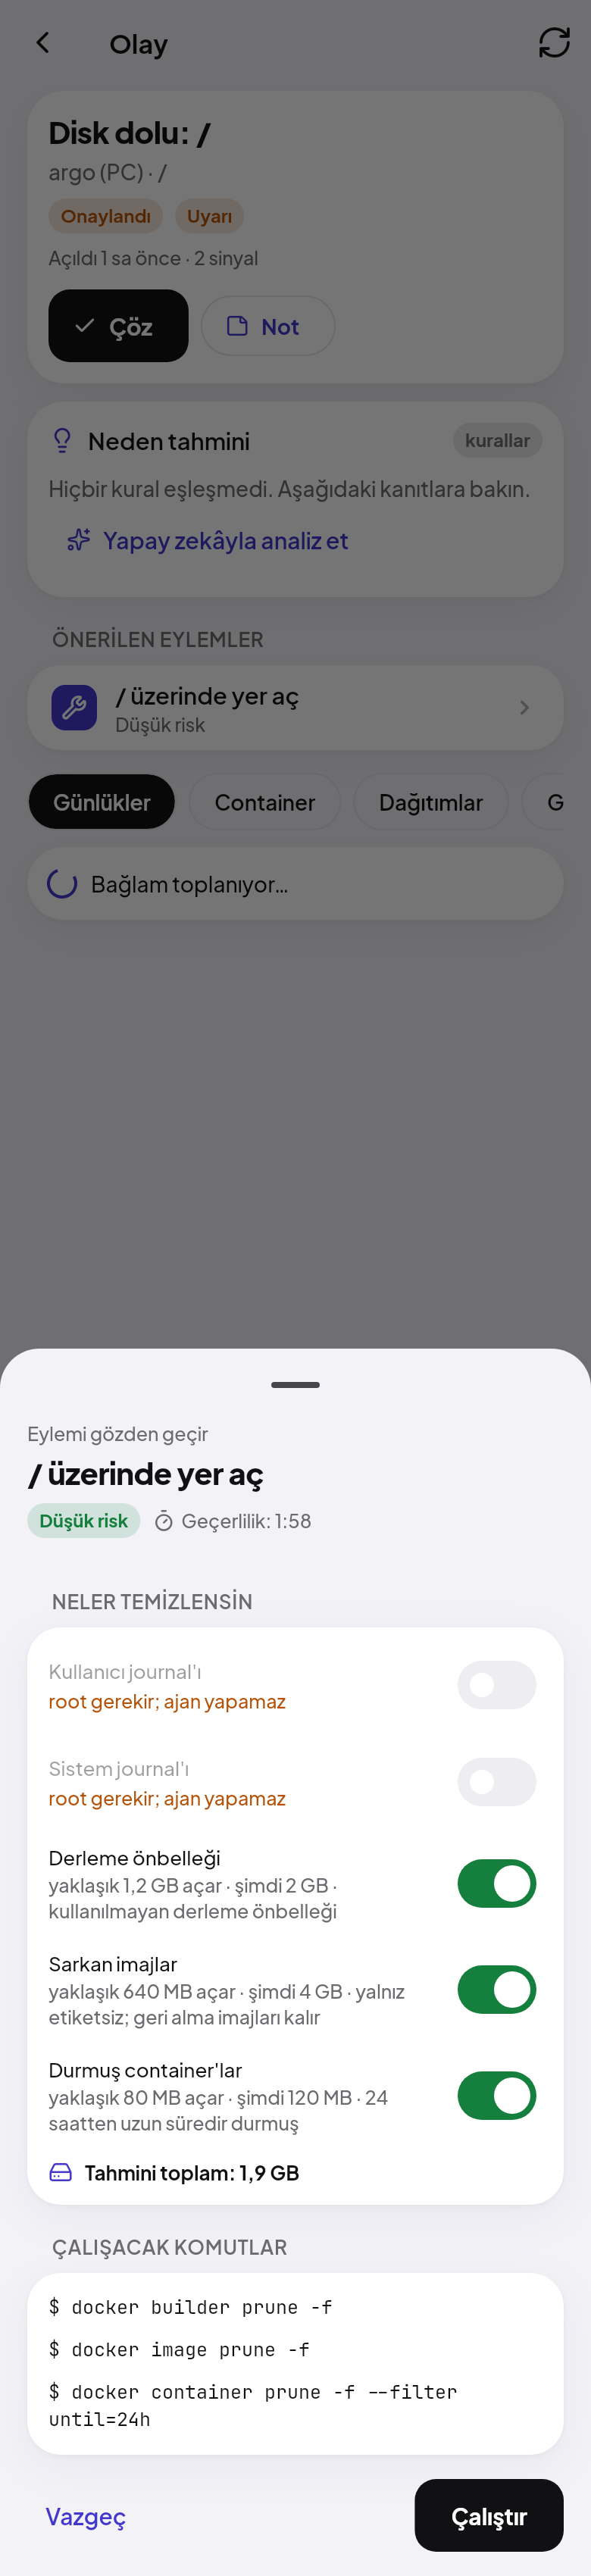 Olay
Disk dolu: /
argo (PC) · /
Onaylandı
Uyarı
Açıldı 1 sa önce · 2 sinyal
Çöz
Not
Neden tahmini
kurallar
Hiçbir kural eşleşmedi. Aşağıdaki kanıtlara bakın.
Yapay zekâyla analiz et
ÖNERİLEN EYLEMLER
/ üzerinde yer aç
Düşük risk
Günlükler
Container
Dağıtımlar
G
Bağlam toplanıyor…
Eylemi gözden geçir
/ üzerinde yer aç
Düşük risk
Geçerlilik: 1:58
NELER TEMİZLENSİN
Kullanıcı journal'ı
root gerekir; ajan yapamaz
Sistem journal'ı
root gerekir; ajan yapamaz
Derleme önbelleği
yaklaşık 1,2 GB açar · şimdi 2 GB ·
kullanılmayan derleme önbelleği
Sarkan imajlar
yaklaşık 640 MB açar · şimdi 4 GB · yalnız
etiketsiz; geri alma imajları kalır
Durmuş container'lar
yaklaşık 80 MB açar · şimdi 120 MB · 24
saatten uzun süredir durmuş
Tahmini toplam: 1,9 GB
ÇALIŞACAK KOMUTLAR
$ docker builder prune -f
$ docker image prune -f
$ docker container prune -f --filter
until=24h
Vazgeç
Çalıştır